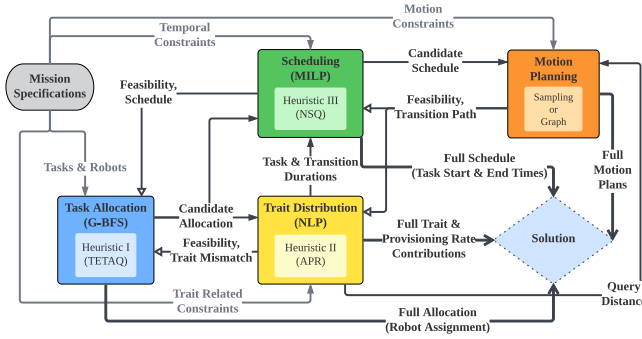 Motion
Constraints
Temporal
Constraints
Mission
Specifications
Scheduling
(MILP)
Heuristic III
(NSQ)
Candidate
Schedule
Motion
Planning
Sampling
or
Graph
Feasibility,
Schedule
Feasibility,
Transition Path
Tasks & Robots
Task & Transition
Durations
Full Schedule
(Task Start & End Times)
Full
Motion
Plans
Task Allocation
(G-BFS)
Heuristic I
(TETAQ)
Candidate
Allocation
Feasibility,
Trait Mismatch
Trait Distribution
(NLP)
Heuristic II
(APR)
Full Trait &
Provisioning Rate
Contributions
Solution
Trait Related
Constraints
Query
Distanc
Full Allocation
(Robot Assignment)